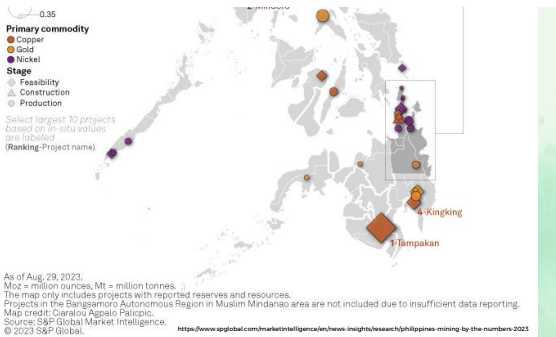 2-Mindoro
0.35
Primary commodity
Copper
Gold
Nickel
Stage
Feasibility
Construction
Production
Select largest 10 projects
based on in-situ values
are labeled
(Ranking-Project name).
4-Kingking
1-Tampakan
As of Aug. 29, 2023.
Moz = million ounces, Mt = million tonnes.
The map only includes projects with reported reserves and resources.
Projects in the Bangsamoro Autonomous Region in Muslim Mindanao area are not included due to insufficient data reporting.
Map credit: Ciaralou Agpalo Palicpic.
Source: S&P Global Market Intelligence.
© 2023 S&P Global.
https://www.spglobal.com/marketintelligence/en/news-insights/research/philippines-mining-by-the-numbers-2023